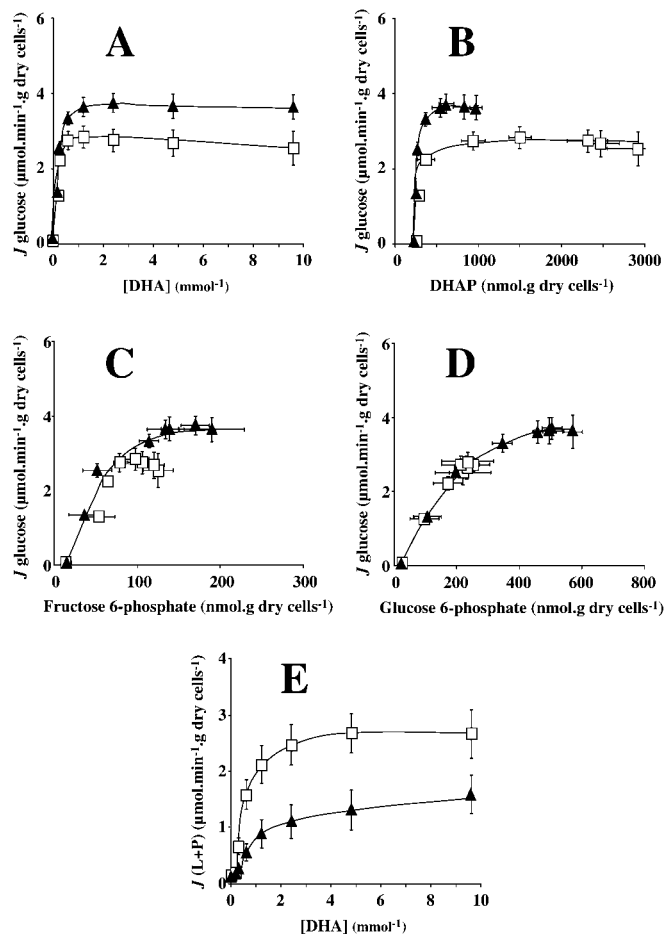 A
J glucose (µmol.min⁻¹.g dry cells⁻¹)
6
4
2
0
0 2 4 6 8 10
[DHA] (mmol⁻¹)
B
J glucose (µmol.min⁻¹.g dry cells⁻¹)
6
4
2
0
0 1000 2000 3000
DHAP (nmol.g dry cells⁻¹)
C
J glucose (µmol.min⁻¹.g dry cells⁻¹)
6
4
2
0
0 100 200 300
Fructose 6-phosphate (nmol.g dry cells⁻¹)
D
J glucose (µmol.min⁻¹.g dry cells⁻¹)
6
4
2
0
0 200 400 600 800
Glucose 6-phosphate (nmol.g dry cells⁻¹)
E
J (L+P) (µmol.min⁻¹.g dry cells⁻¹)
4
3
2
1
0
0 2 4 6 8 10
[DHA] (mmol⁻¹)